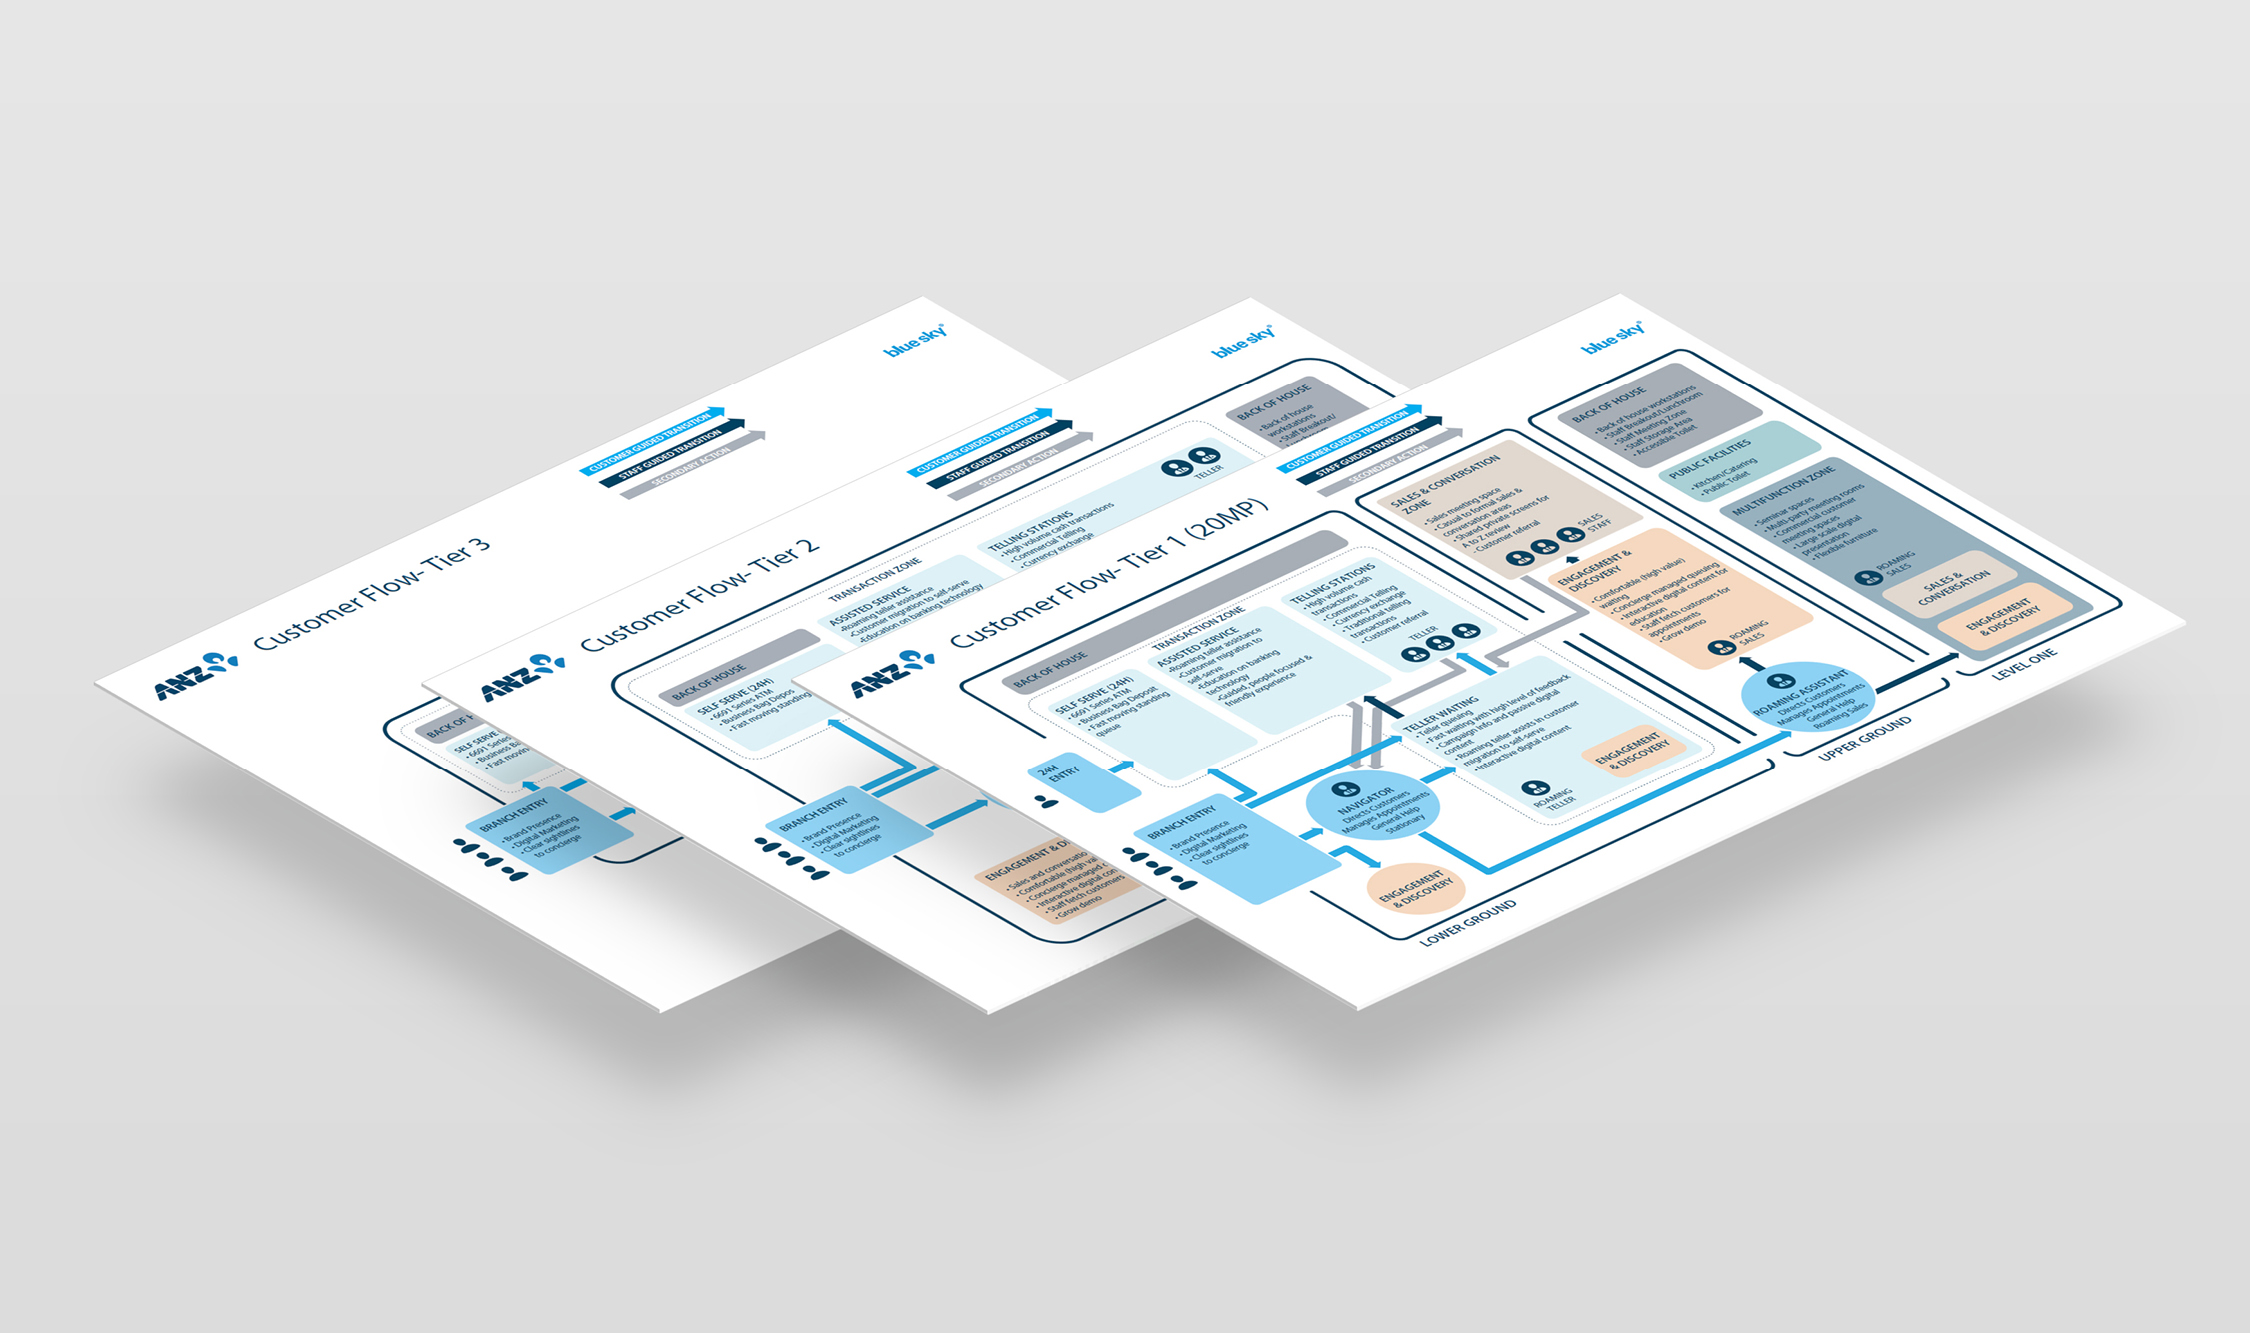 blue sky
CUSTOMER GUIDED TRANSITION
STAFF GUIDED TRANSITION
SECONDARY ACTION
Customer Flow- Tier 3
ANZ
BACK OF H
SELF SERVE
• 6691 Series
• Business Ba
• Fast movin
BRANCH ENTRY
• Brand Presence
• Digital Marketing
• Clear sightlines
to concierge
blue sky
CUSTOMER GUIDED TRANSITION
STAFF GUIDED TRANSITION
SECONDARY ACTION
Customer Flow- Tier 2
ANZ
BACK OF HOUSE
• Back of house
workstations
• Staff Breakout/
TELLER
TELLING STATIONS
• High volume cash transactions
• Commercial Telling
• Currency exchange
TRANSACTION ZONE
ASSISTED SERVICE
•Roaming teller assistance
•Customer migration to self-serve
•Education on banking technology
BACK OF HOUSE
SELF SERVE (24H)
• 6691 Series ATM
• Business Bag Depos
• Fast moving standing
BRANCH ENTRY
• Brand Presence
• Digital Marketing
• Clear sightlines
to concierge
ENGAGEMENT & D
• Sales and conversatio
• Comfortable (high val
• Concierge managed
• Interactive digital con
• Staff fetch customers
• Grow demo
blue sky
CUSTOMER GUIDED TRANSITION
STAFF GUIDED TRANSITION
SECONDARY ACTION
Customer Flow- Tier 1 (20MP)
ANZ
BACK OF HOUSE
TRANSACTION ZONE
SELF SERVE (24H)
• 6691 Series ATM
• Business Bag Deposit
• Fast moving standing
queue
ASSISTED SERVICE
•Roaming teller assistance
•Customer migration to
self-serve
•Education on banking
technology
•Guided, people focused &
friendly experience
TELLING STATIONS
• High volume cash
transactions
• Commercial Telling
• Currency exchange
• Tradition telling
transactions
• Customer referral
TELLER
24H
ENTRY
BRANCH ENTRY
• Brand Presence
• Digital Marketing
• Clear sightlines
to concierge
NAVIGATOR
Directs Customers
Manages Appointments
General Help
Stationary
ENGAGEMENT
& DISCOVERY
TELLER WAITING
• Teller queuing
• Fast waiting with high level of feedback
• Campaign info and passive digital
content
• Roaming teller assists in customer
migration to self-serve
• Interactive digital content
ROAMING
TELLER
ENGAGEMENT
& DISCOVERY
LOWER GROUND
SALES & CONVERSATION
ZONE
• Sales meeting space
• Casual to formal sales &
conversation areas
• Shared private screens for
A to Z review
- Customer referral
SALES
STAFF
ENGAGEMENT &
DISCOVERY
• Comfortable (high value)
waiting
• Concierge managed queuing
• Interactive digital content for
education
• Staff fetch customers for
appointments
• Grow demo
ROAMING
SALES
ROAMING ASSISTANT
Directs Customers
Manages Appointments
General Help
Roaming Sales
UPPER GROUND
BACK OF HOUSE
• Back of house workstations
• Staff Breakout/Lunchroom
• Staff Meeting Zone
• Staff Storage Area
• Accessible Toilet
PUBLIC FACILITIES
• Kitchen/Catering
• Public Toilet
MULTIFUNCTION ZONE
• Seminar spaces
• Multi-party meeting rooms
• Commercial customer
meeting spaces
• Large scale digital
presentation
• Flexible furniture
ROAMING
SALES
SALES &
CONVERSATION
ENGAGEMENT
& DISCOVERY
LEVEL ONE